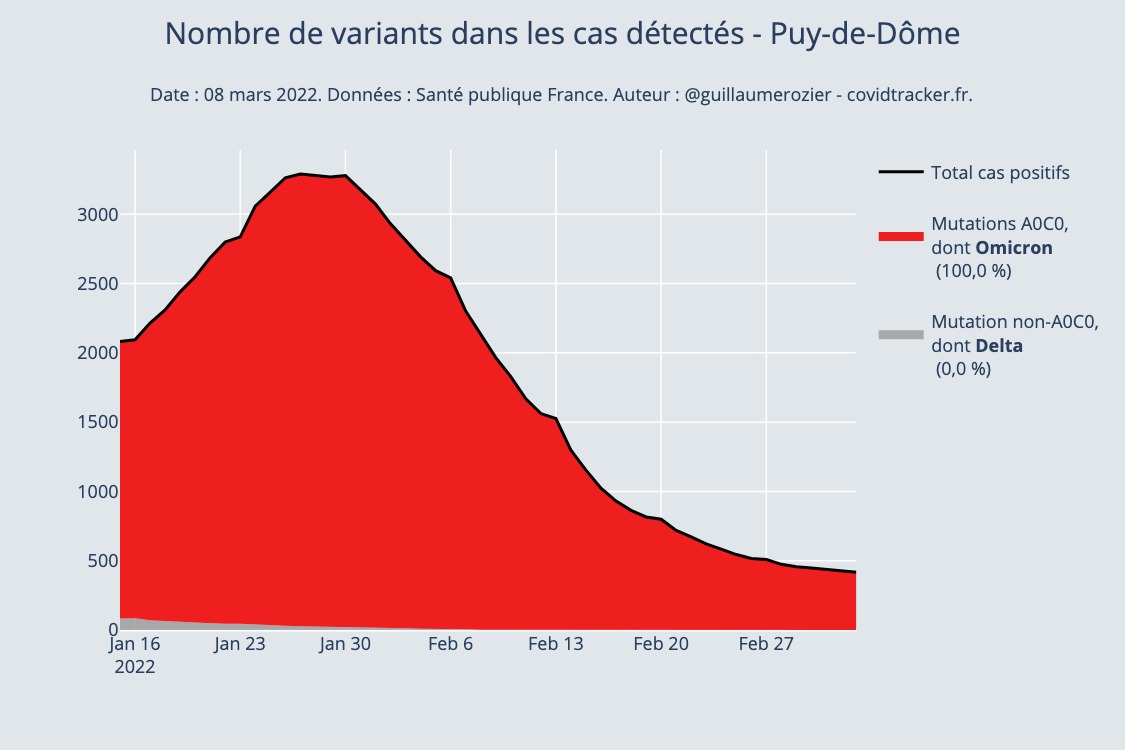 Nombre de variants dans les cas détectés - Puy-de-Dôme
Date : 08 mars 2022. Données : Santé publique France. Auteur : @guillaumerozier - covidtracker.fr.
Total cas positifs
Mutations A0C0,
dont Omicron
(100,0 %)
Mutation non-A0C0,
dont Delta
(0,0 %)
3000
2500
2000
1500
1000
500
0
Jan 16
2022
Jan 23
Jan 30
Feb 6
Feb 13
Feb 20
Feb 27